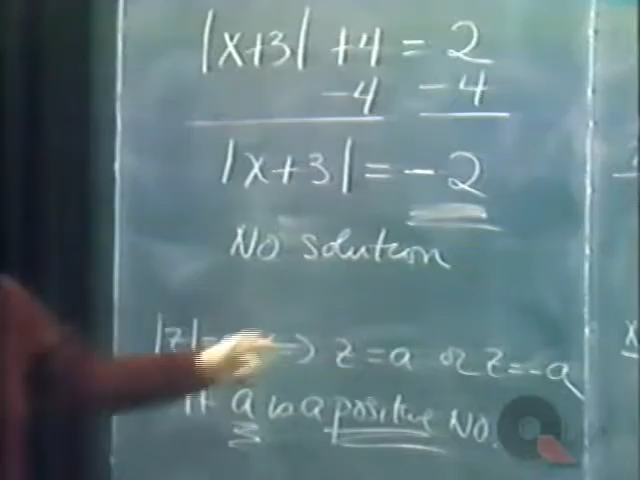 |x+3| + 4 = 2
-4 -4
|x+3| = -2
NO solution
|z| = ⇒ z = a or z = -a
If a is a positive NO.